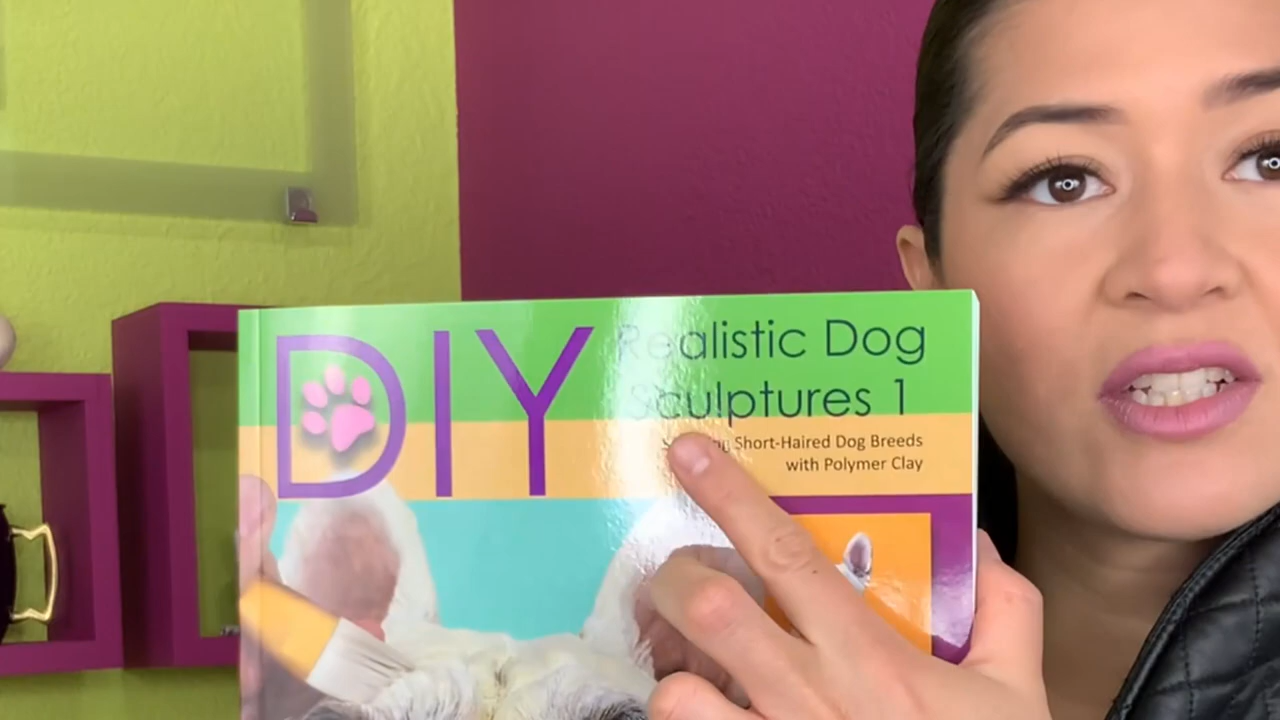 DIY
Realistic Dog
Sculptures 1
Short-Haired Dog Breeds
with Polymer Clay